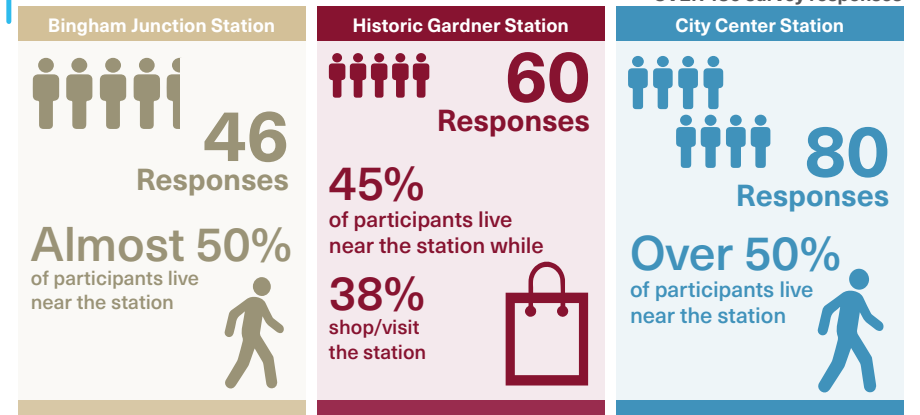 survey responses
Bingham Junction Station
46
Responses
Almost 50%
of participants live
near the station
Historic Gardner Station
60
Responses
45%
of participants live
near the station while
38%
shop/visit
the station
City Center Station
80
Responses
Over 50%
of participants live
near the station